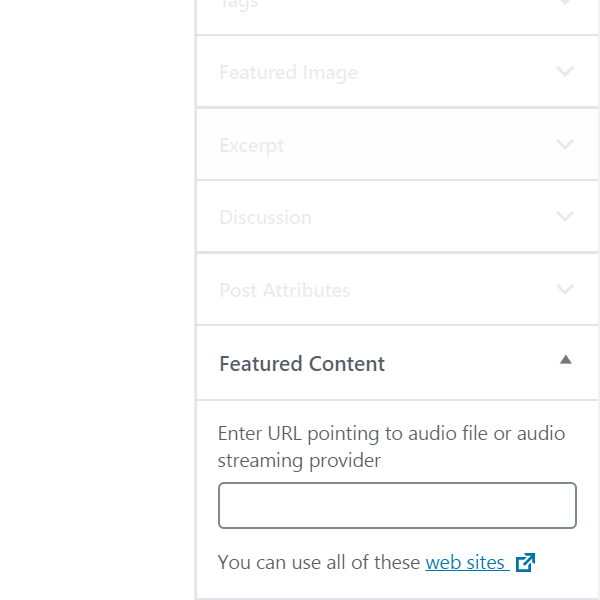 Tags
Featured Image
Excerpt
Discussion
Post Attributes
Featured Content
Enter URL pointing to audio file or audio
streaming provider
You can use all of these web sites